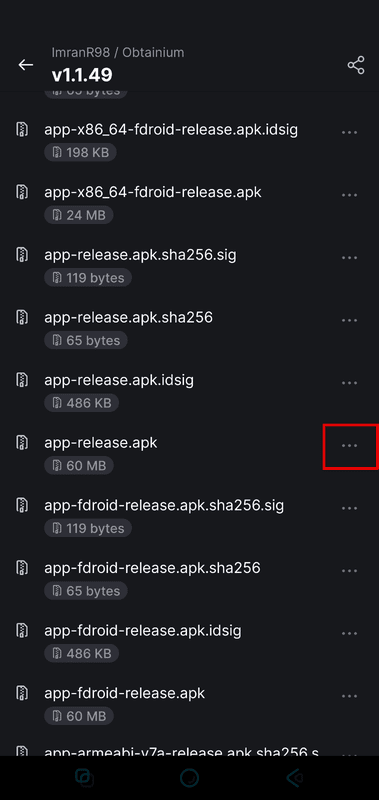 ImranR98 / Obtainium
v1.1.49
65 bytes
app-x86_64-fdroid-release.apk.idsig
198 KB
app-x86_64-fdroid-release.apk
24 MB
app-release.apk.sha256.sig
119 bytes
app-release.apk.sha256
65 bytes
app-release.apk.idsig
486 KB
app-release.apk
60 MB
app-fdroid-release.apk.sha256.sig
119 bytes
app-fdroid-release.apk.sha256
65 bytes
app-fdroid-release.apk.idsig
486 KB
app-fdroid-release.apk
60 MB
app-armeabi-v7a-release.apk.sha256.s